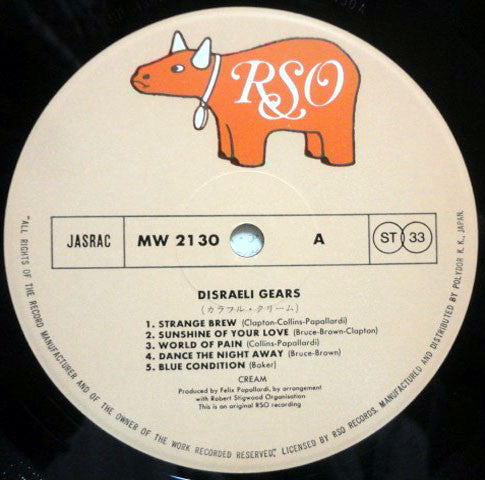 RSO
JASRAC MW 2130 A ST 33
DISRAELI GEARS
(カラフル・クリーム)
1. STRANGE BREW (Clapton-Collins-Papallardi)
2. SUNSHINE OF YOUR LOVE (Bruce-Brown-Clapton)
3. WORLD OF PAIN (Collins-Papallardi)
4. DANCE THE NIGHT AWAY (Bruce-Brown)
5. BLUE CONDITION (Baker)
CREAM
Produced by Felix Papallardi, by arrangement
with Robert Stigwood Organisation
This is an original RSO recording
"ALL RIGHTS OF THE RECORD MANUFACTURER AND OF THE OWNER OF THE WORK RECORDED RESERVED," LICENSED BY RSO RECORDS. MANUFACTURED AND DISTRIBUTED BY POLYDOR K. K., JAPAN.